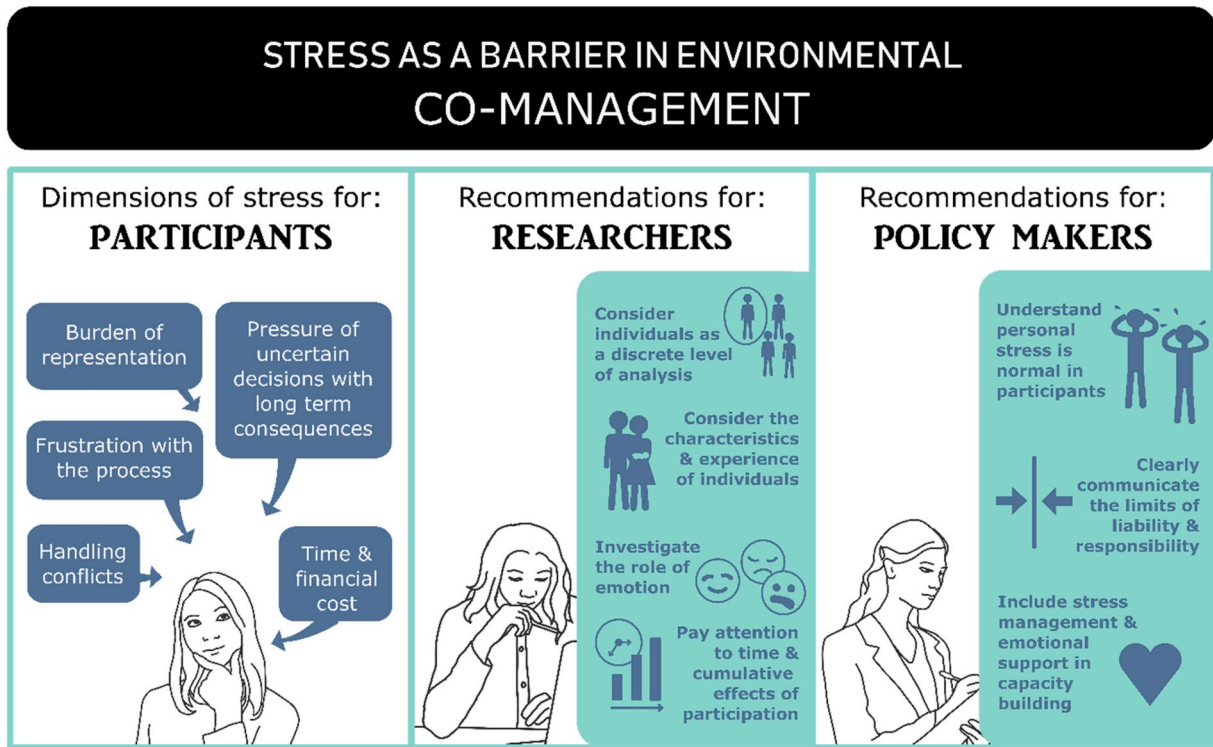 STRESS AS A BARRIER IN ENVIRONMENTAL
CO-MANAGEMENT
Dimensions of stress for:
PARTICIPANTS
Burden of
representation
Pressure of
uncertain
decisions with
long term
consequences
Frustration with
the process
Handling
conflicts
Time &
financial
cost
Recommendations for:
RESEARCHERS
Consider
individuals as
a discrete level
of analysis
Consider the
characteristics
& experience
of individuals
Investigate
the role of
emotion
Pay attention
to time &
cumulative
effects of
participation
Recommendations for:
POLICY MAKERS
Understand
personal
stress is
normal in
participants
Clearly
communicate
the limits of
liability &
responsibility
Include stress
management &
emotional
support in
capacity
building